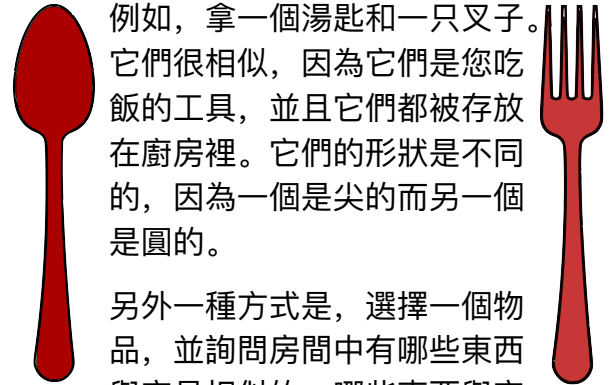 例如，拿一個湯匙和一只叉子。
它們很相似，因為它們是您吃
飯的工具，並且它們都被存放
在廚房裡。它們的形狀是不同
的，因為一個是尖的而另一個
是圓的。
另外一種方式是，選擇一個物
品，並詢問房間中有哪些東西